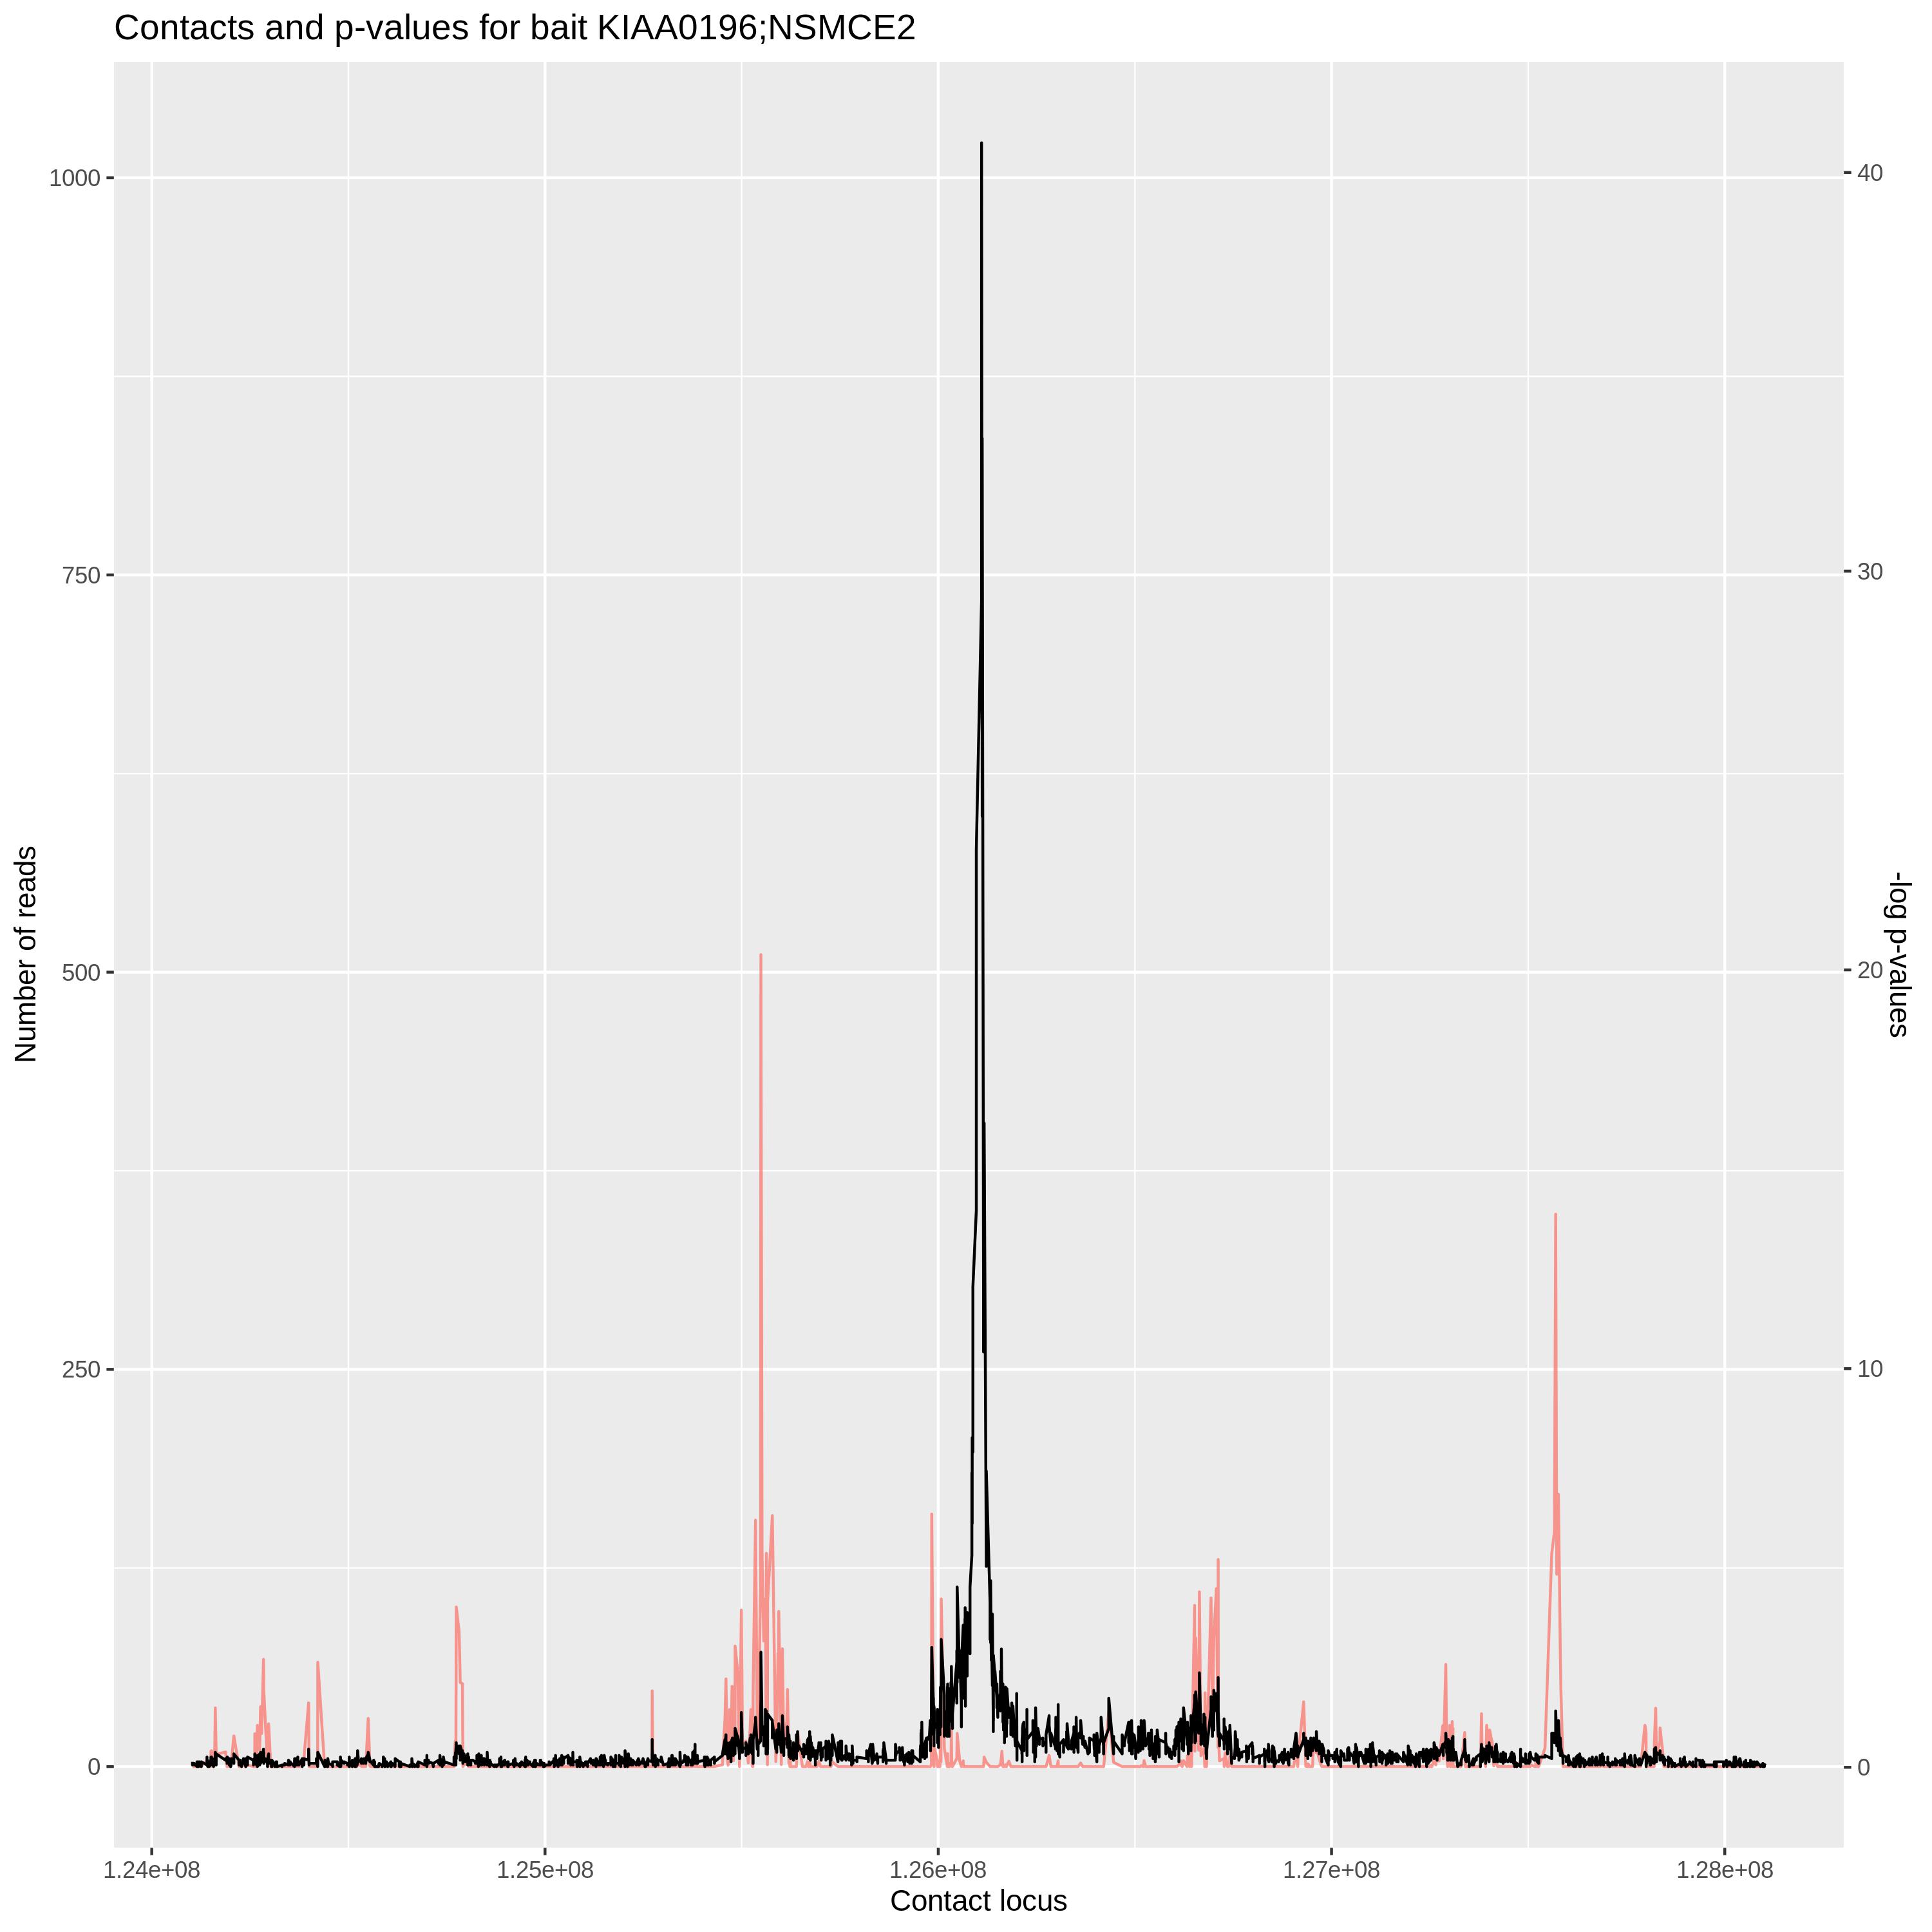 Contacts and p-values for bait KIAA0196;NSMCE2
1000
750
500
250
0
Number of reads
40
30
20
10
0
-log p-values
1.24e+08
1.25e+08
1.26e+08
1.27e+08
1.28e+08
Contact locus